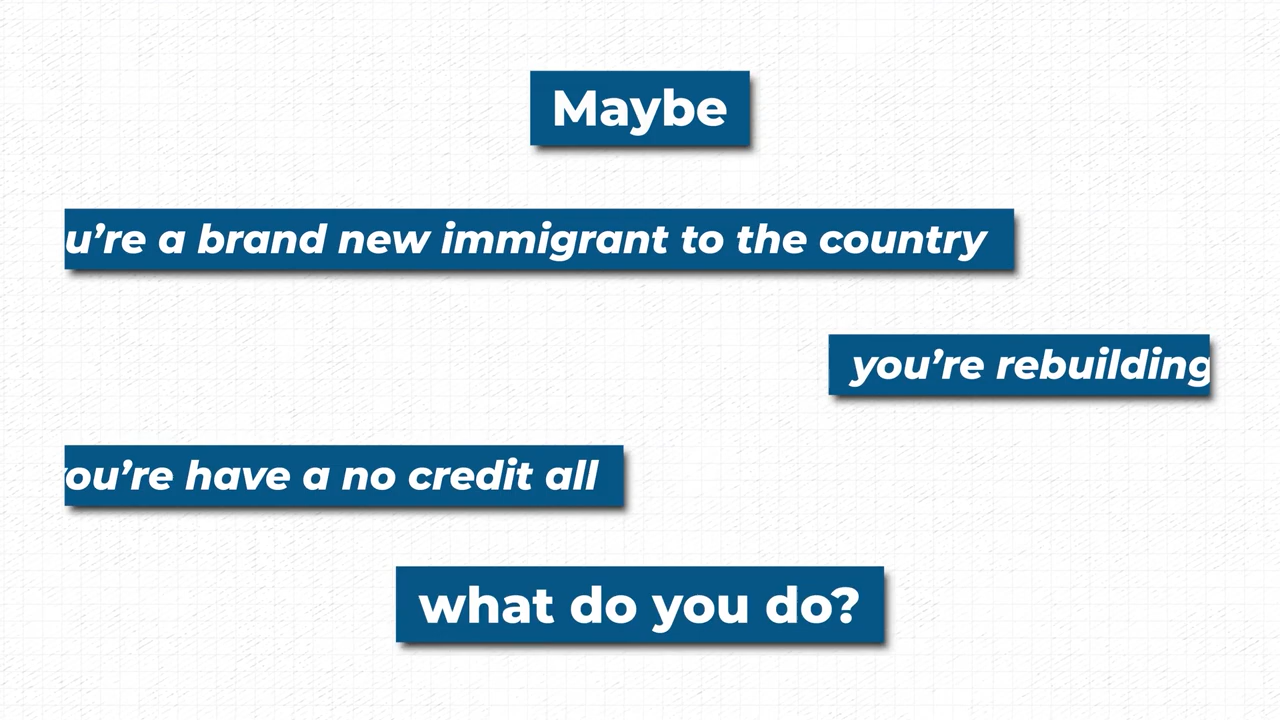 Maybe
u’re a brand new immigrant to the country
you’re rebuilding
you’re have a no credit all
what do you do?